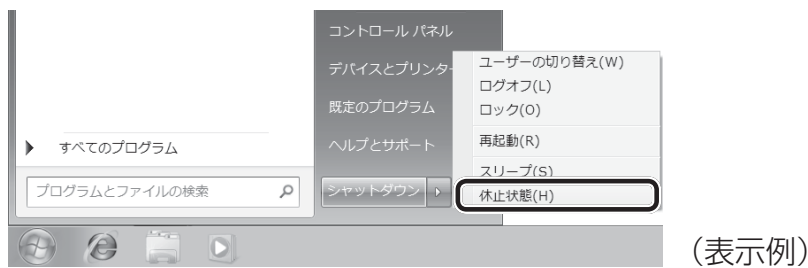 コントロール パネル
デバイスとプリンター
既定のプログラム
ヘルプとサポート
すべてのプログラム
プログラムとファイルの検索
シャットダウン
ユーザーの切り替え(W)
ログオフ(L)
ロック(O)
再起動(R)
スリープ(S)
休止状態(H)
（表示例）